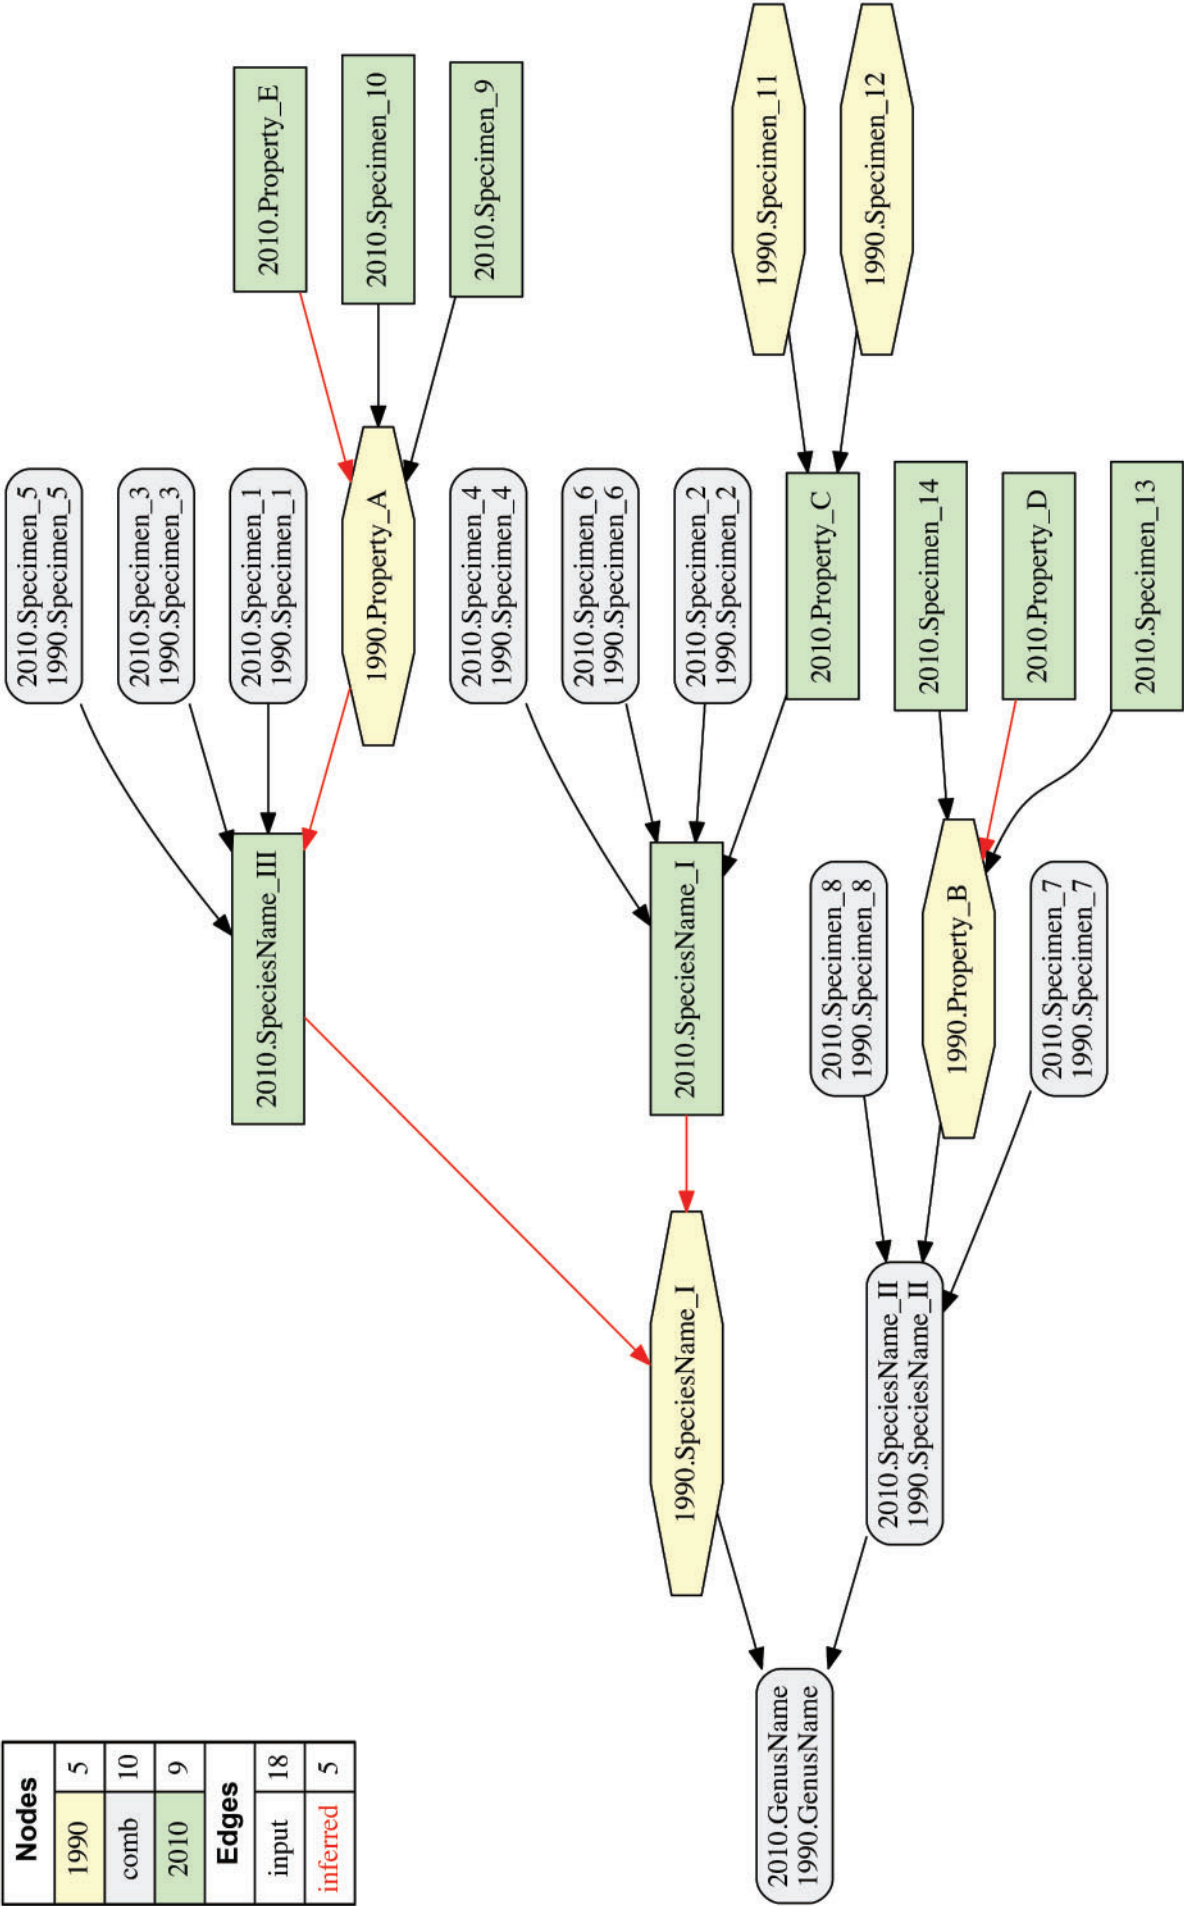 2010.Property_E
2010.Specimen_10
2010.Specimen_9
1990.Specimen_11
1990.Specimen_12
2010.Specimen_5
1990.Specimen_5
2010.Specimen_3
1990.Specimen_3
2010.Specimen_1
1990.Specimen_1
1990.Property_A
2010.Specimen_4
1990.Specimen_4
2010.Specimen_6
1990.Specimen_6
2010.Specimen_2
1990.Specimen_2
2010.Property_C
2010.Specimen_14
2010.Property_D
2010.Specimen_13
2010.SpeciesName_III
2010.SpeciesName_I
2010.Specimen_8
1990.Specimen_8
1990.Property_B
2010.Specimen_7
1990.Specimen_7
1990.SpeciesName_I
2010.SpeciesName_II
1990.SpeciesName_II
2010.GenusName
1990.GenusName
Nodes
1990 5
comb 10
2010 9
Edges
input 18
inferred 5